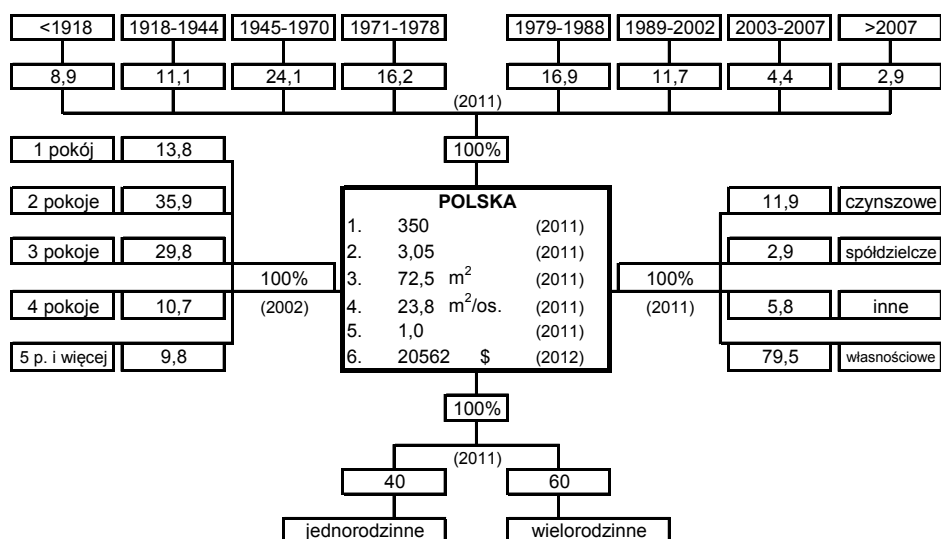 <1918 1918-1944 1945-1970 1971-1978 1979-1988 1989-2002 2003-2007 >2007
8,9 11,1 24,1 16,2 16,9 11,7 4,4 2,9
(2011)
100%
1 pokój 13,8
2 pokoje 35,9
3 pokoje 29,8
4 pokoje 10,7
5 p. i więcej 9,8
100%
(2002)
POLSKA
1. 350 (2011)
2. 3,05 (2011)
3. 72,5 m² (2011)
4. 23,8 m²/os. (2011)
5. 1,0 (2011)
6. 20562 $ (2012)
100%
(2011)
11,9 czynszowe
2,9 spółdzielcze
5,8 inne
79,5 własnościowe
100%
(2011)
40 60
jednorodzinne wielorodzinne